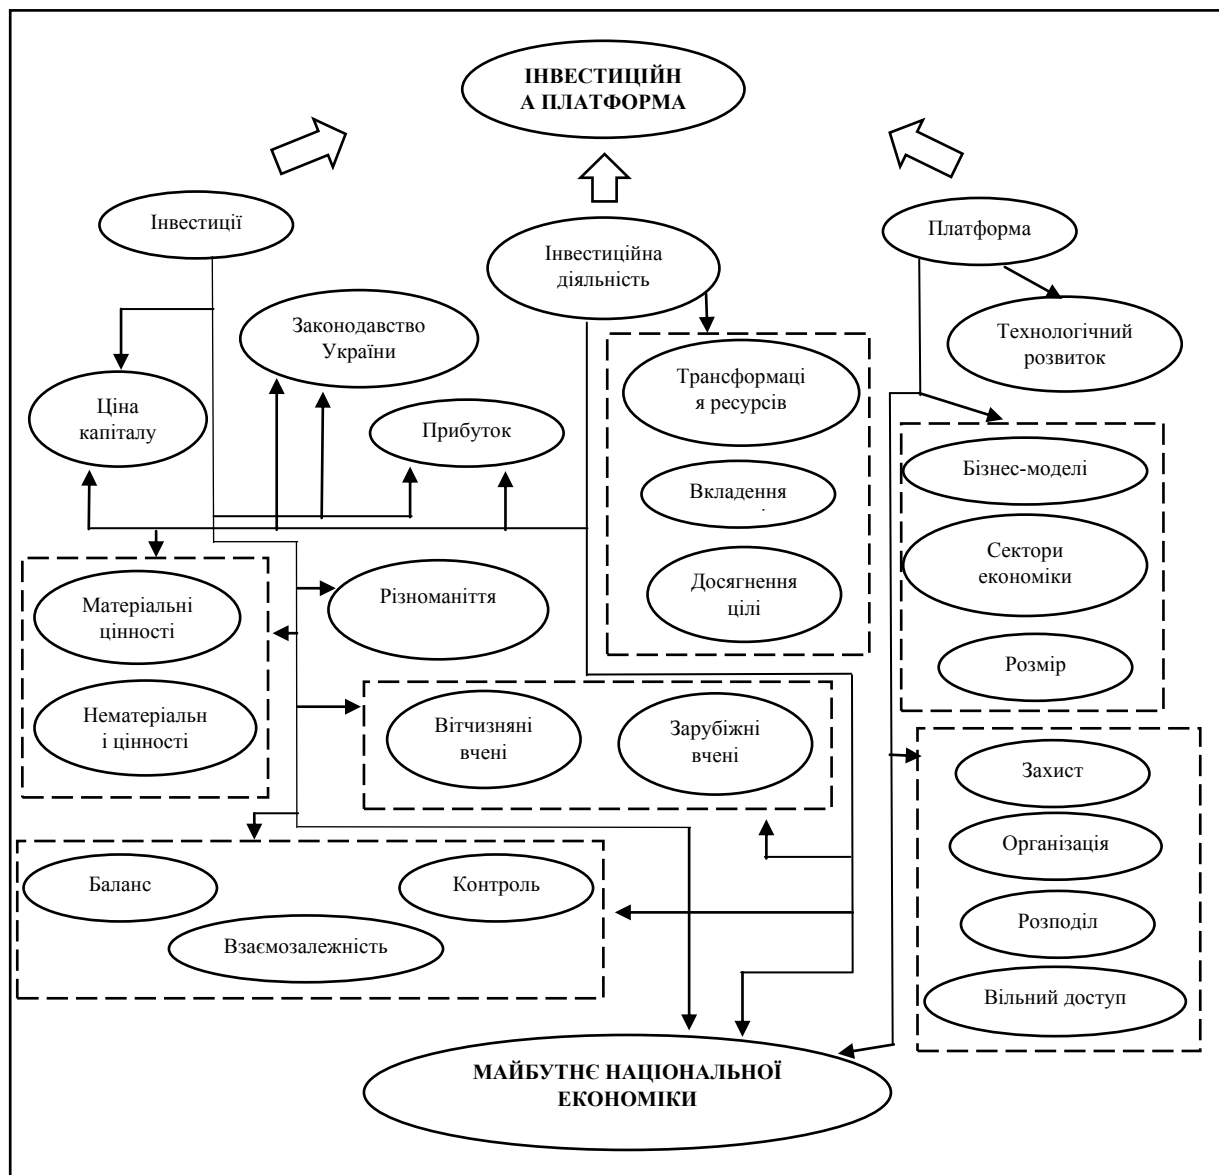 ІНВЕСТИЦІЙН
А ПЛАТФОРМА
Інвестиції
Інвестиційна
діяльність
Платформа
Законодавство
України
Технологічний
розвиток
Ціна
капіталу
Прибуток
Трансформаці
я ресурсів
Бізнес-моделі
Вкладення
Сектори
економіки
Досягнення
цілі
Різноманіття
Матеріальні
цінності
Розмір
Нематеріальн
і цінності
Вітчизняні
вчені
Зарубіжні
вчені
Захист
Організація
Баланс
Контроль
Взаємозалежність
Розподіл
Вільний доступ
МАЙБУТНЄ НАЦІОНАЛЬНОЇ
ЕКОНОМІКИ